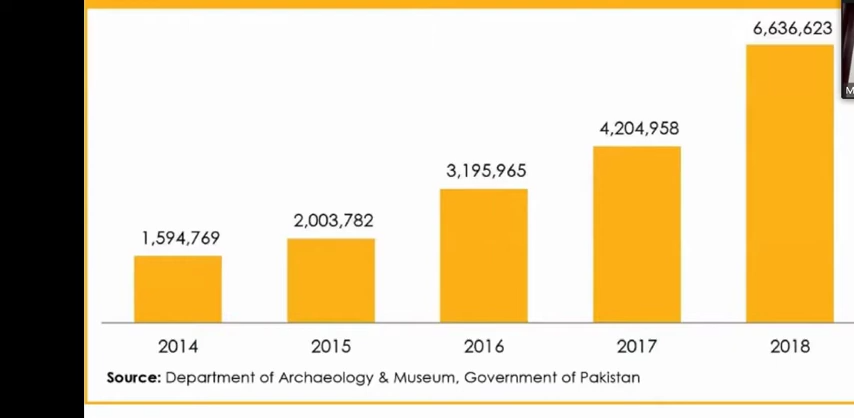 6,636,623
4,204,958
3,195,965
2,003,782
1,594,769
2014 2015 2016 2017 2018
Source: Department of Archaeology & Museum, Government of Pakistan
M